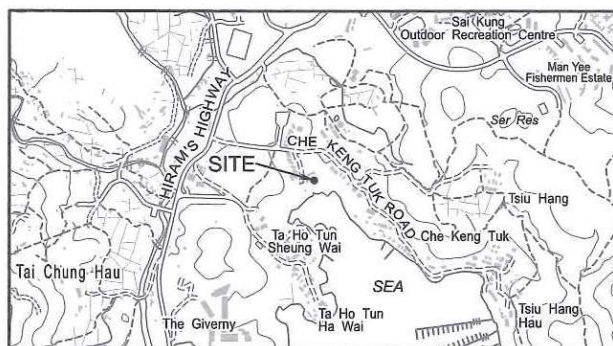 Sai Kung
Outdoor Recreation Centre
Man Yee
Fishermen Estate
HIRAM'S HIGHWAY
Ser Res
CHE KENG TUK ROAD
SITE
Tsiu Hang
Ta Ho Tun
Sheung Wai
Che Keng Tuk
Tai Chung Hau
SEA
The Giverny
Ta Ho Tun
Ha Wai
Tsiu Hang
Hau